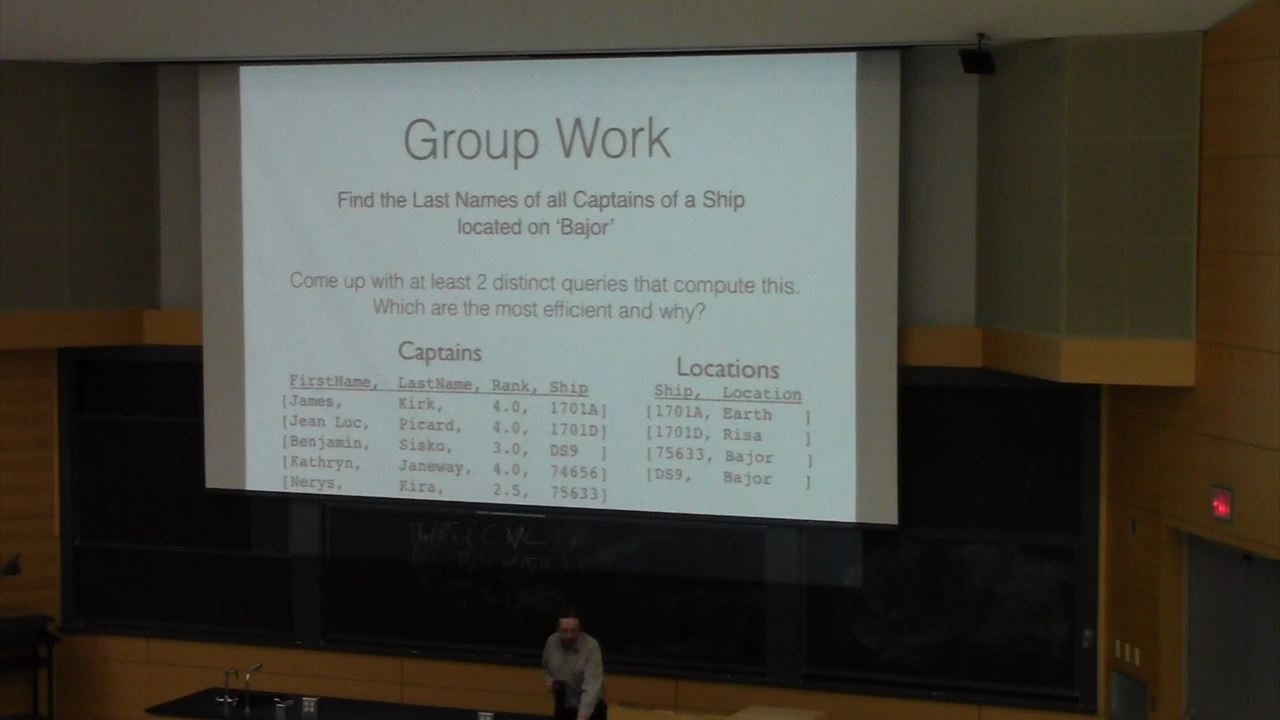 Group Work
Find the Last Names of all Captains of a Ship
located on ‘Bajor’
Come up with at least 2 distinct queries that compute this.
Which are the most efficient and why?
Captains
FirstName, LastName, Rank, Ship
[James, Kirk, 4.0, 1701A]
[Jean Luc, Picard, 4.0, 1701D]
[Benjamin, Sisko, 3.0, DS9 ]
[Kathryn, Janeway, 4.0, 74656]
[Nerys, Kira, 2.5, 75633]
Locations
Ship, Location
[1701A, Earth ]
[1701D, Risa ]
[75633, Bajor ]
[DS9, Bajor ]